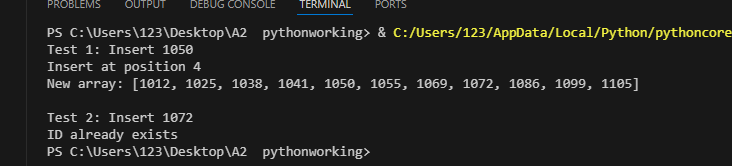 PROBLEMS OUTPUT DEBUG CONSOLE TERMINAL PORTS
PS C:\Users\123\Desktop\A2  pythonworking> & C:/Users/123/AppData/Local/Python/pythoncore
Test 1: Insert 1050
Insert at position 4
New array: [1012, 1025, 1038, 1041, 1050, 1055, 1069, 1072, 1086, 1099, 1105]

Test 2: Insert 1072
ID already exists
PS C:\Users\123\Desktop\A2  pythonworking>